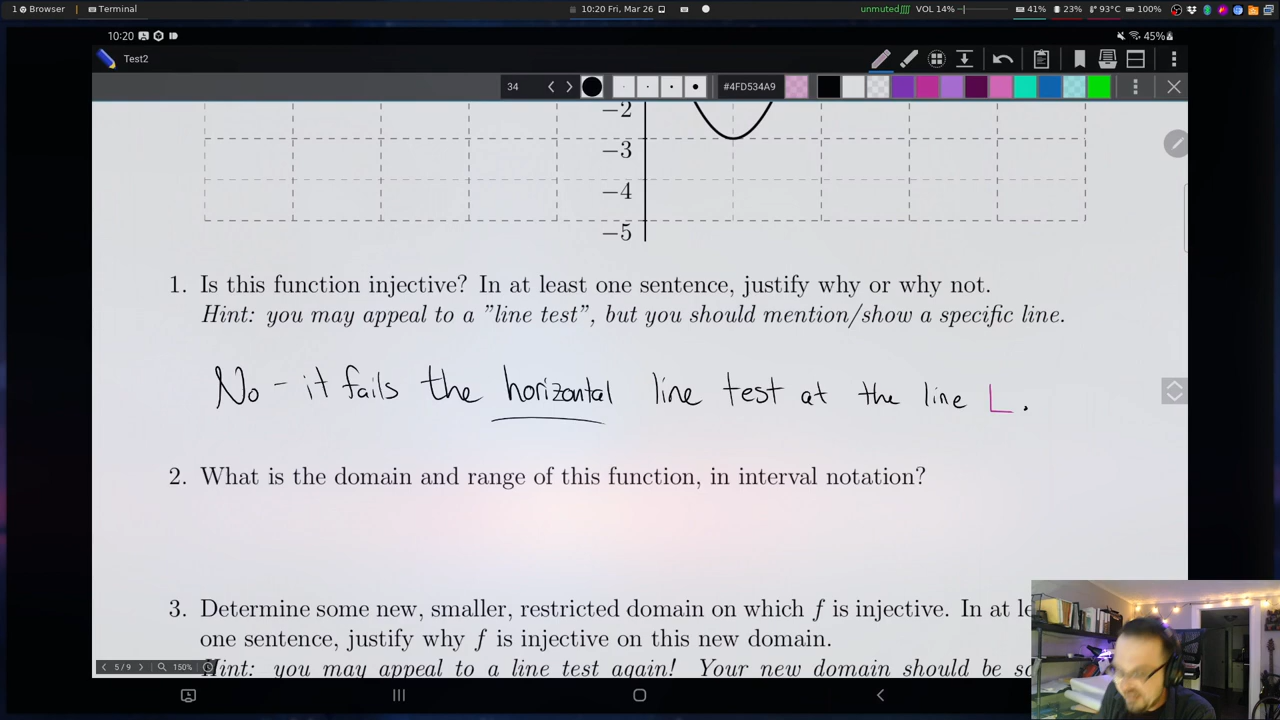 1 Browser Terminal 10:20 Fri, Mar 26 unmuted VOL 14% 41% 23% 93°C 100%
10:20 45%
Test2
34 #4FD534A9
−2
−3
−4
−5
1. Is this function injective? In at least one sentence, justify why or why not.
Hint: you may appeal to a ”line test”, but you should mention/show a specific line.
No - it fails the horizontal line test at the line L.
2. What is the domain and range of this function, in interval notation?
3. Determine some new, smaller, restricted domain on which f is injective. In at le
one sentence, justify why f is injective on this new domain.
Hint: you may appeal to a line test again! Your new domain should be so
5/9 150%